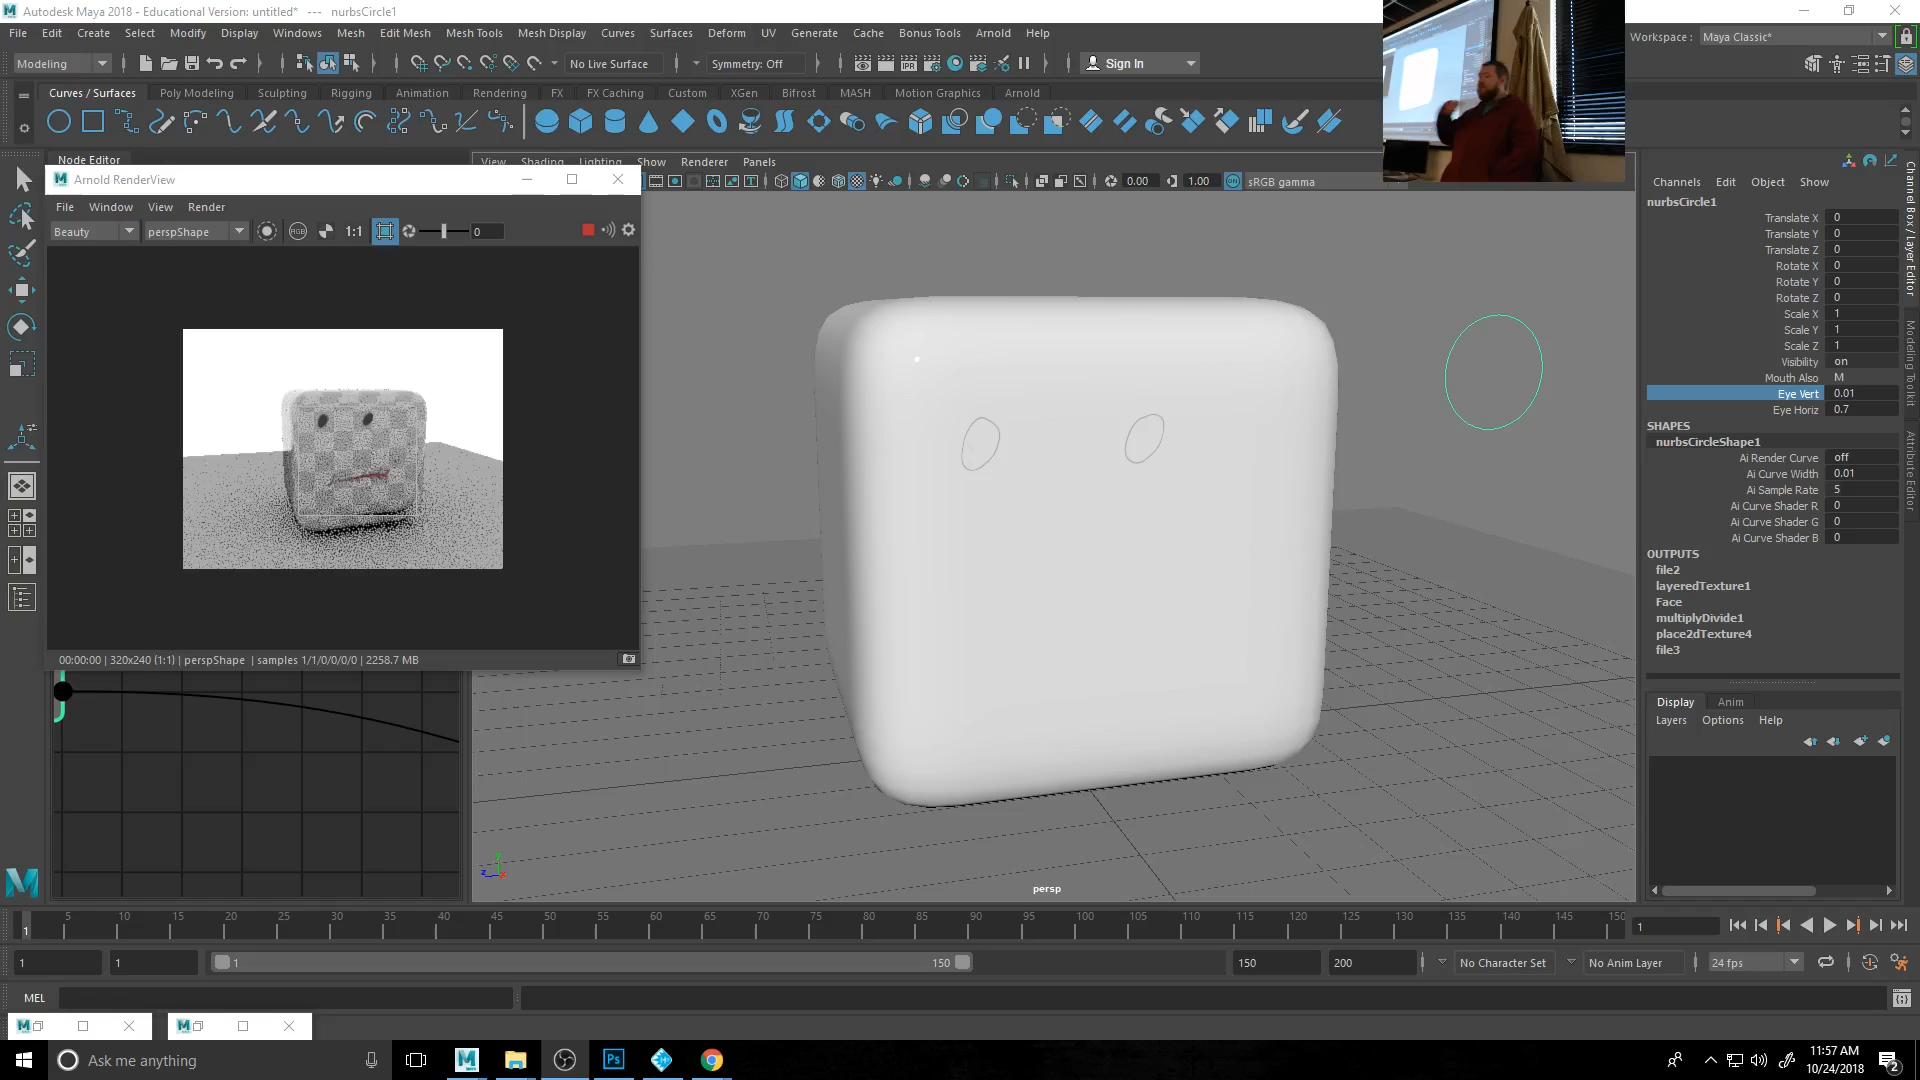 Autodesk Maya 2018 - Educational Version: untitled*   ---   nurbsCircle1
File Edit Create Select Modify Display Windows Mesh Edit Mesh Mesh Tools Mesh Display Curves Surfaces Deform UV Generate Cache Bonus Tools Arnold Help
Workspace : Maya Classic*
Modeling No Live Surface Symmetry: Off Sign In
Curves / Surfaces Poly Modeling Sculpting Rigging Animation Rendering FX FX Caching Custom XGen Bifrost MASH Motion Graphics Arnold
Node Editor
View Shading Lighting Show Renderer Panels
0.00 1.00 sRGB gamma
Arnold RenderView
File Window View Render
Beauty perspShape 1:1 0
00:00:00 | 320x240 (1:1) | perspShape | samples 1/1/0/0/0/0 | 2258.7 MB
persp
Channels Edit Object Show
nurbsCircle1
Translate X 0
Translate Y 0
Translate Z 0
Rotate X 0
Rotate Y 0
Rotate Z 0
Scale X 1
Scale Y 1
Scale Z 1
Visibility on
Mouth Also M
Eye Vert 0.01
Eye Horiz 0.7
SHAPES
nurbsCircleShape1
Ai Render Curve off
Ai Curve Width 0.01
Ai Sample Rate 5
Ai Curve Shader R 0
Ai Curve Shader G 0
Ai Curve Shader B 0
OUTPUTS
file2
layeredTexture1
Face
multiplyDivide1
place2dTexture4
file3
Channel Box / Layer Editor
Modeling Toolkit
Attribute Editor
Display Anim
Layers Options Help
5 10 15 20 25 30 35 40 45 50 55 60 65 70 75 80 85 90 95 100 105 110 115 120 125 130 135 140 145 150
1 1
1 1 1 150 150 200 No Character Set No Anim Layer 24 fps
MEL
Ask me anything
Ps
11:57 AM
10/24/2018
2